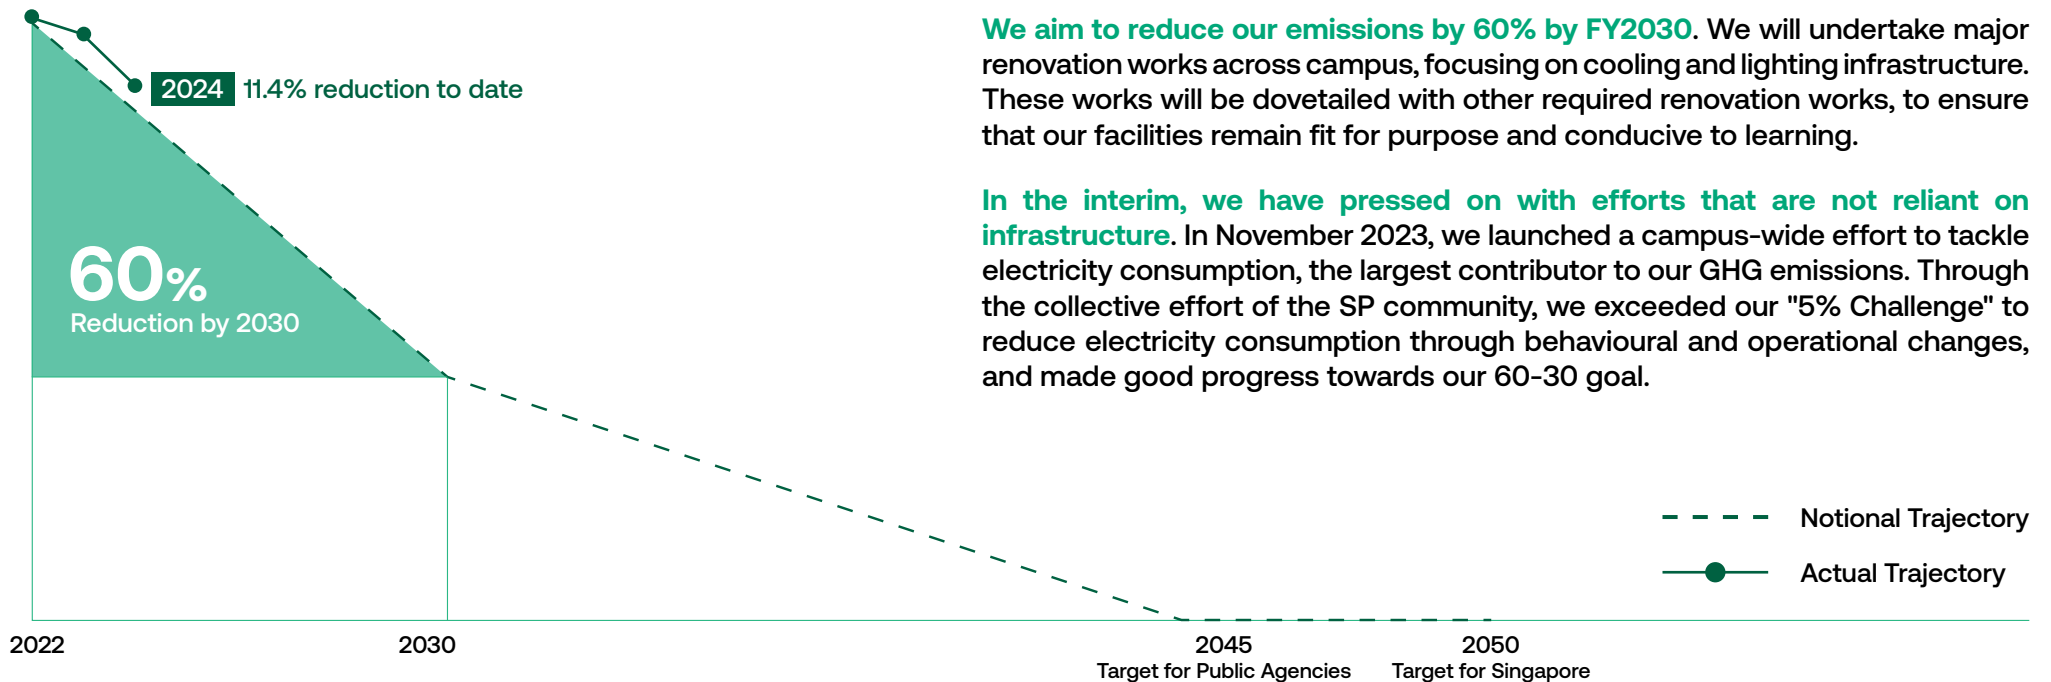 2024 11.4% reduction to date
60%
Reduction by 2030
We aim to reduce our emissions by 60% by FY2030. We will undertake major
renovation works across campus, focusing on cooling and lighting infrastructure.
These works will be dovetailed with other required renovation works, to ensure
that our facilities remain fit for purpose and conducive to learning.
In the interim, we have pressed on with efforts that are not reliant on
infrastructure. In November 2023, we launched a campus-wide effort to tackle
electricity consumption, the largest contributor to our GHG emissions. Through
the collective effort of the SP community, we exceeded our "5% Challenge" to
reduce electricity consumption through behavioural and operational changes,
and made good progress towards our 60-30 goal.
Notional Trajectory
Actual Trajectory
2022 2030 2045 2050
Target for Public Agencies Target for Singapore